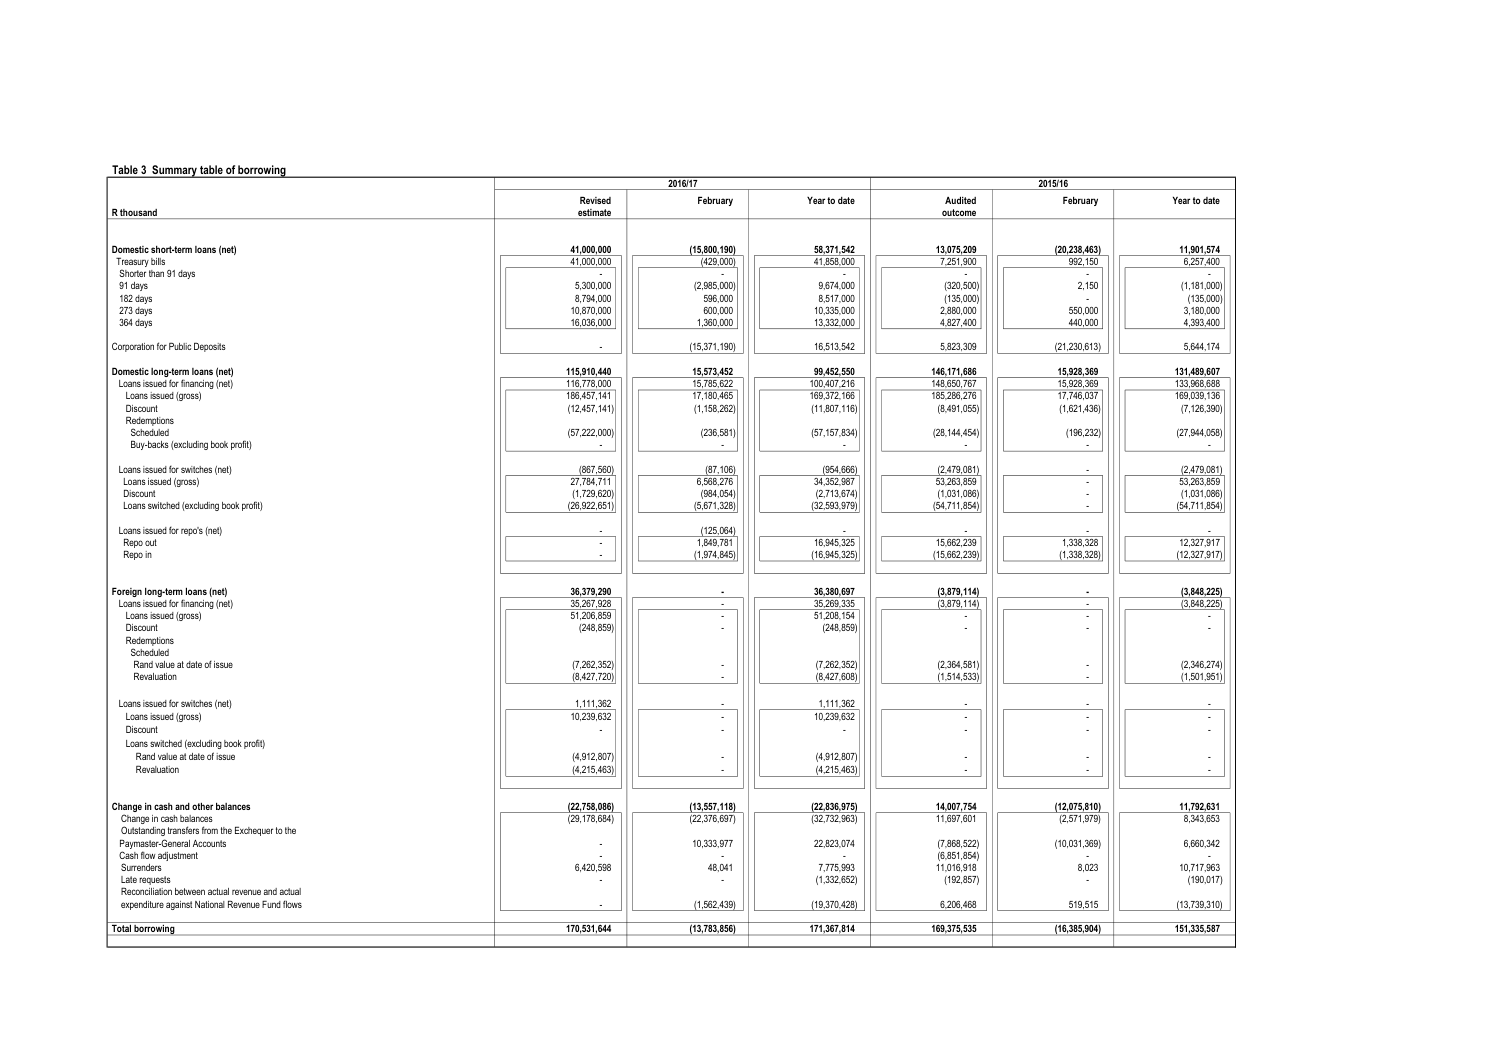 Table 3 Summary table of borrowing
2016/17 2015/16
Revised February Year to date Audited February Year to date
R thousand estimate outcome
Domestic short-term loans (net) 41,000,000 (15,800,190) 58,371,542 13,075,209 (20,238,463) 11,901,574
Treasury bills 41,000,000 (429,000) 41,858,000 7,251,900 992,150 6,257,400
Shorter than 91 days - - - - - -
91 days 5,300,000 (2,985,000) 9,674,000 (320,500) 2,150 (1,181,000)
182 days 8,794,000 596,000 8,517,000 (135,000) - (135,000)
273 days 10,870,000 600,000 10,335,000 2,880,000 550,000 3,180,000
364 days 16,036,000 1,360,000 13,332,000 4,827,400 440,000 4,393,400
Corporation for Public Deposits - (15,371,190) 16,513,542 5,823,309 (21,230,613) 5,644,174
Domestic long-term loans (net) 115,910,440 15,573,452 99,452,550 146,171,686 15,928,369 131,489,607
Loans issued for financing (net) 116,778,000 15,785,622 100,407,216 148,650,767 15,928,369 133,968,688
Loans issued (gross) 186,457,141 17,180,465 169,372,166 185,286,276 17,746,037 169,039,136
Discount (12,457,141) (1,158,262) (11,807,116) (8,491,055) (1,621,436) (7,126,390)
Redemptions
Scheduled (57,222,000) (236,581) (57,157,834) (28,144,454) (196,232) (27,944,058)
Buy-backs (excluding book profit) - - - - - -
Loans issued for switches (net) (867,560) (87,106) (954,666) (2,479,081) - (2,479,081)
Loans issued (gross) 27,784,711 6,568,276 34,352,987 53,263,859 - 53,263,859
Discount (1,729,620) (984,054) (2,713,674) (1,031,086) - (1,031,086)
Loans switched (excluding book profit) (26,922,651) (5,671,328) (32,593,979) (54,711,854) - (54,711,854)
Loans issued for repo's (net) - (125,064) - - - -
Repo out - 1,849,781 16,945,325 15,662,239 1,338,328 12,327,917
Repo in - (1,974,845) (16,945,325) (15,662,239) (1,338,328) (12,327,917)
Foreign long-term loans (net) 36,379,290 - 36,380,697 (3,879,114) - (3,848,225)
Loans issued for financing (net) 35,267,928 - 35,269,335 (3,879,114) - (3,848,225)
Loans issued (gross) 51,206,859 - 51,208,154 - - -
Discount (248,859) - (248,859) - - -
Redemptions
Scheduled
Rand value at date of issue (7,262,352) - (7,262,352) (2,364,581) - (2,346,274)
Revaluation (8,427,720) - (8,427,608) (1,514,533) - (1,501,951)
Loans issued for switches (net) 1,111,362 - 1,111,362 - - -
Loans issued (gross) 10,239,632 - 10,239,632 - - -
Discount - - - - - -
Loans switched (excluding book profit)
Rand value at date of issue (4,912,807) - (4,912,807) - - -
Revaluation (4,215,463) - (4,215,463) - - -
Change in cash and other balances (22,758,086) (13,557,118) (22,836,975) 14,007,754 (12,075,810) 11,792,631
Change in cash balances (29,178,684) (22,376,697) (32,732,963) 11,697,601 (2,571,979) 8,343,653
Outstanding transfers from the Exchequer to the
Paymaster-General Accounts - 10,333,977 22,823,074 (7,868,522) (10,031,369) 6,660,342
Cash flow adjustment - - - (6,851,854) - -
Surrenders 6,420,598 48,041 7,775,993 11,016,918 8,023 10,717,963
Late requests - - (1,332,652) (192,857) - (190,017)
Reconciliation between actual revenue and actual
expenditure against National Revenue Fund flows - (1,562,439) (19,370,428) 6,206,468 519,515 (13,739,310)
Total borrowing 170,531,644 (13,783,856) 171,367,814 169,375,535 (16,385,904) 151,335,587